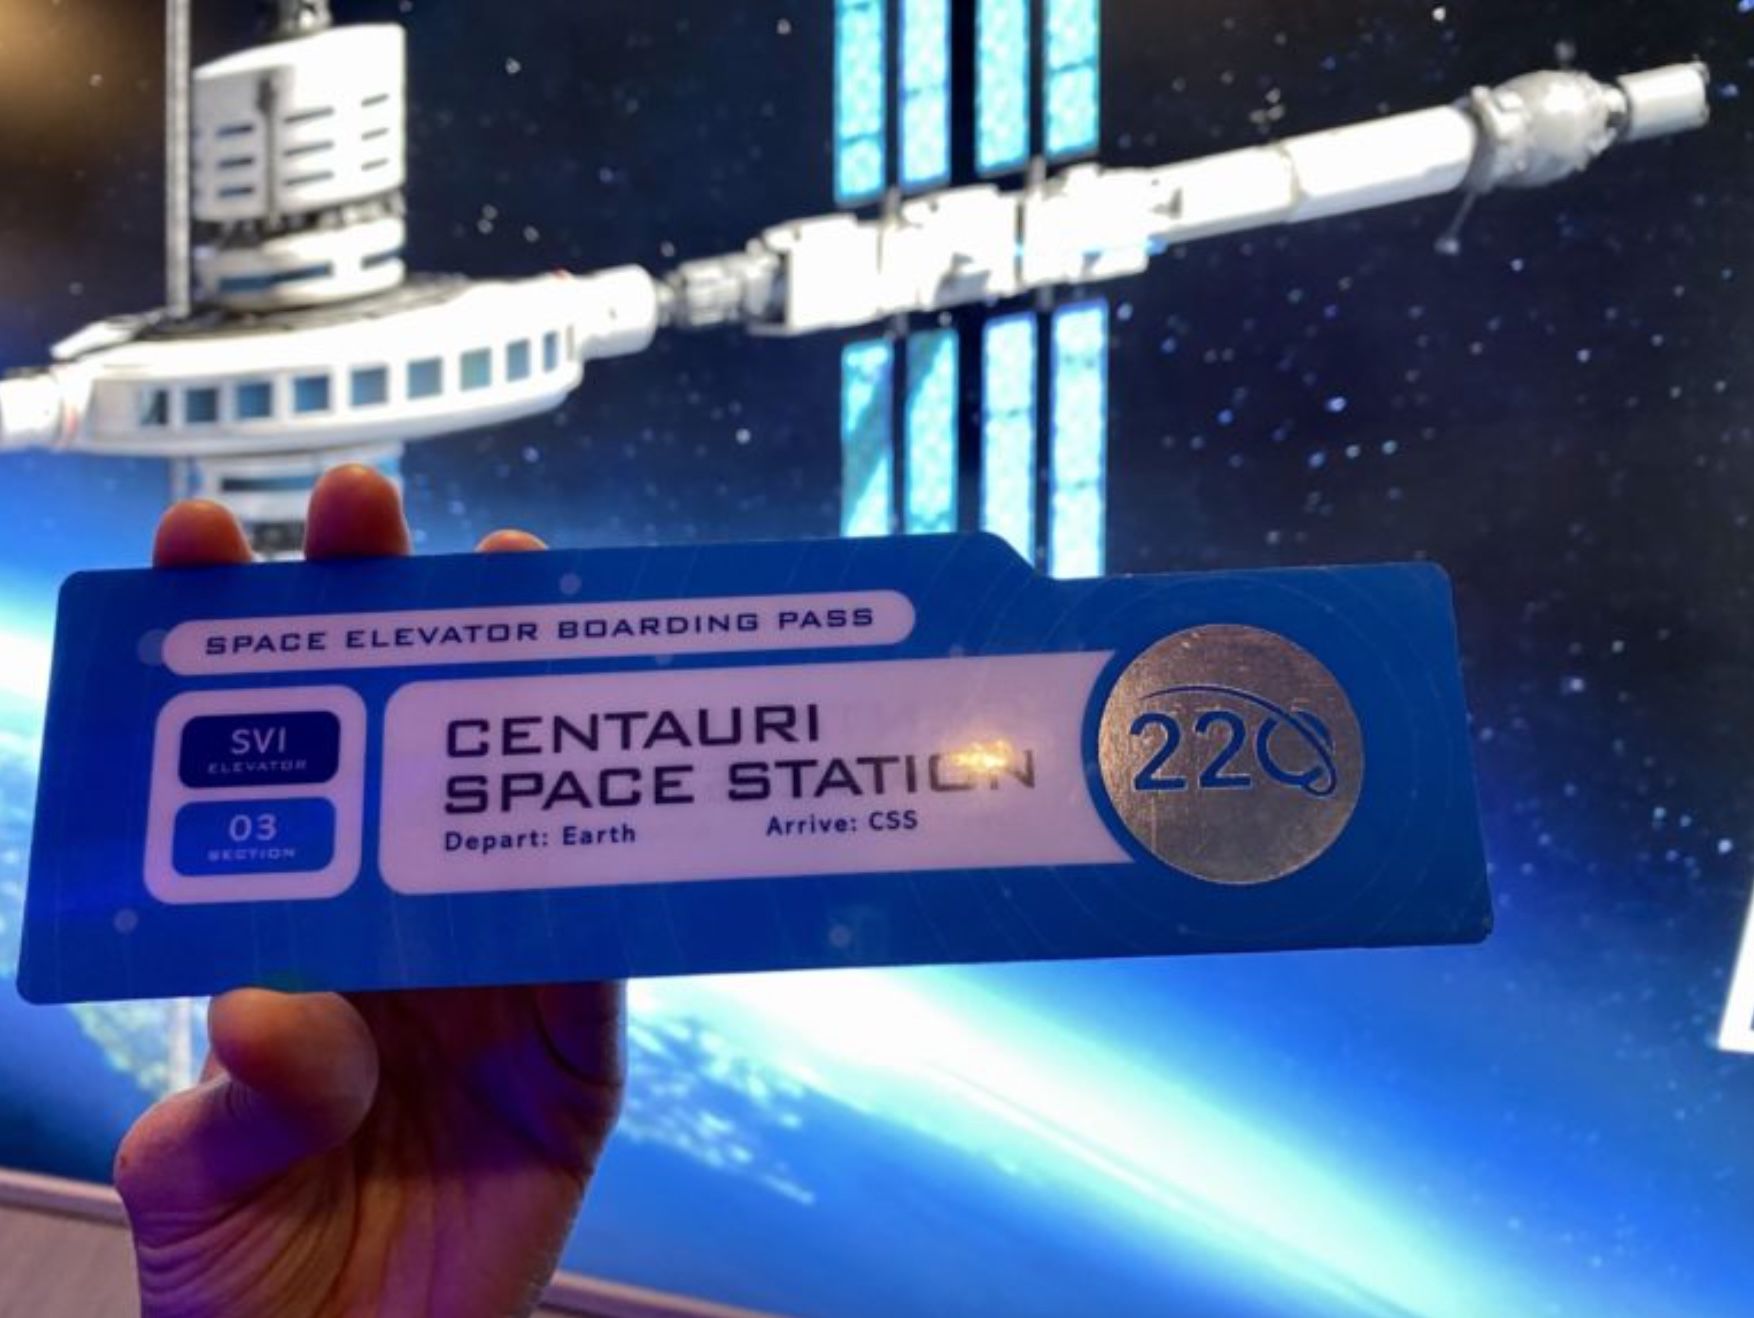 SPACE ELEVATOR BOARDING PASS
SVI
ELEVATOR
03
SECTION
CENTAURI
SPACE STATION
Depart: Earth Arrive: CSS
220